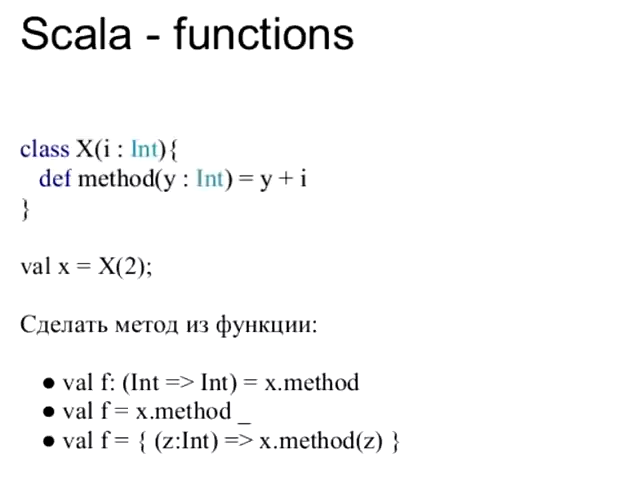 Scala - functions
class X(i : Int){
def method(y : Int) = y + i
}
val x = X(2);
Сделать метод из функции:
● val f: (Int => Int) = x.method
● val f = x.method _
● val f = { (z:Int) => x.method(z) }